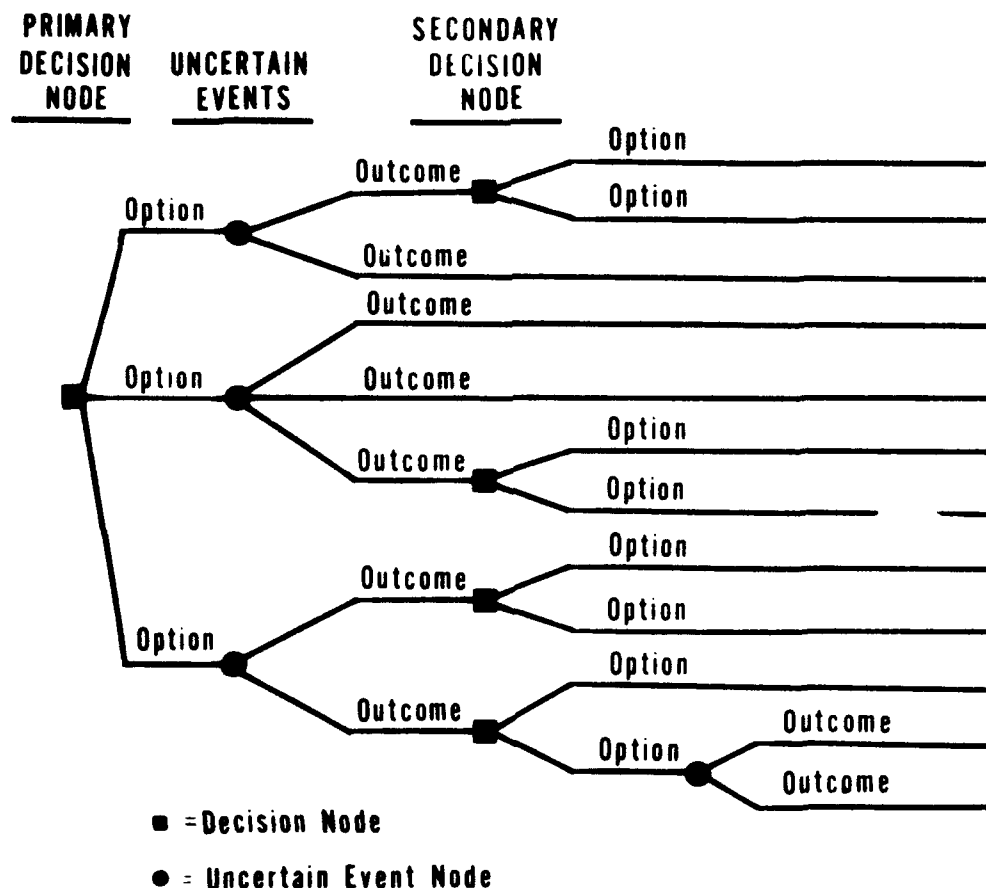 PRIMARY
DECISION
NODE
UNCERTAIN
EVENTS
SECONDARY
DECISION
NODE
Option
Outcome
Option
Option
Outcome
Outcome
Option
Outcome
Option
Outcome
Option
Option
Outcome
Option
Option
Option
Outcome
Outcome
Option
Outcome
■ =Decision Node
● = Uncertain Event Node